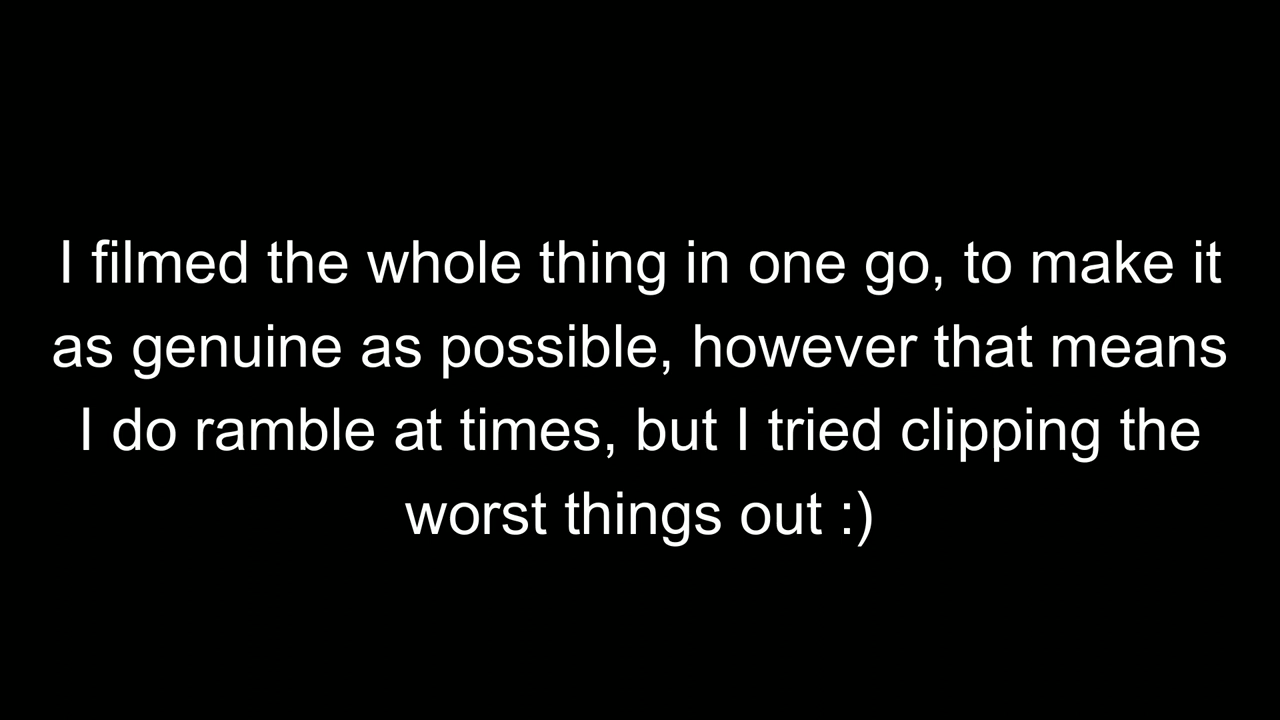 I filmed the whole thing in one go, to make it
as genuine as possible, however that means
I do ramble at times, but I tried clipping the
worst things out :)